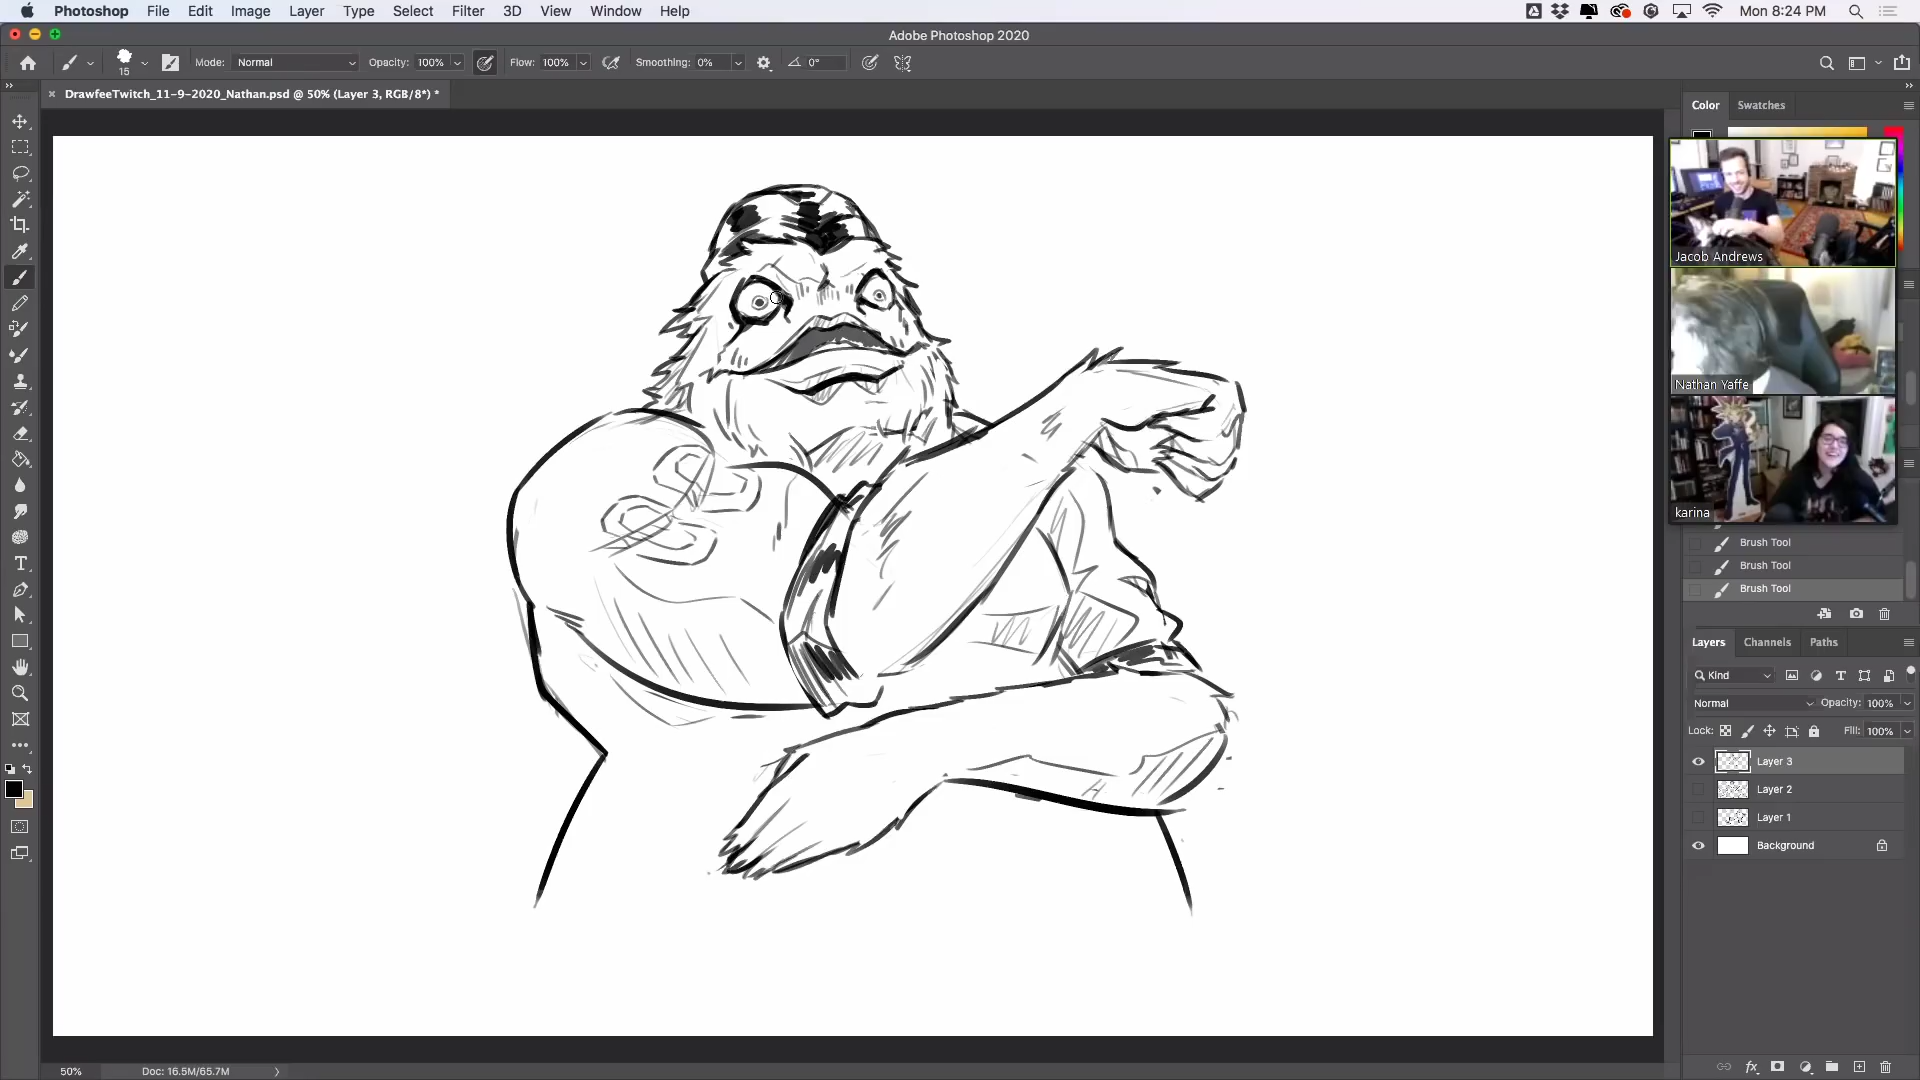 Photoshop File Edit Image Layer Type Select Filter 3D View Window Help Mon 8:24 PM
Adobe Photoshop 2020
15 Mode: Normal Opacity: 100% Flow: 100% Smoothing: 0% 0°
× DrawfeeTwitch_11-9-2020_Nathan.psd @ 50% (Layer 3, RGB/8*) *
Color Swatches
Jacob Andrews
Nathan Yaffe
karina
Brush Tool
Brush Tool
Brush Tool
Layers Channels Paths
Kind
Normal Opacity: 100%
Lock: Fill: 100%
Layer 3
Layer 2
Layer 1
Background
50% Doc: 16.5M/65.7M